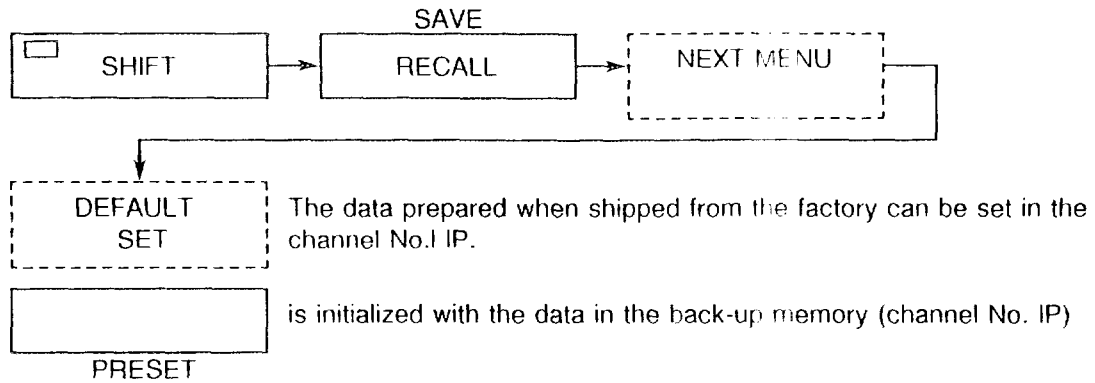 SAVE
SHIFT
RECALL
NEXT MENU
DEFAULT
SET
The data prepared when shipped from the factory can be set in the
channel No.I IP.
is initialized with the data in the back-up memory (channel No. IP)
PRESET